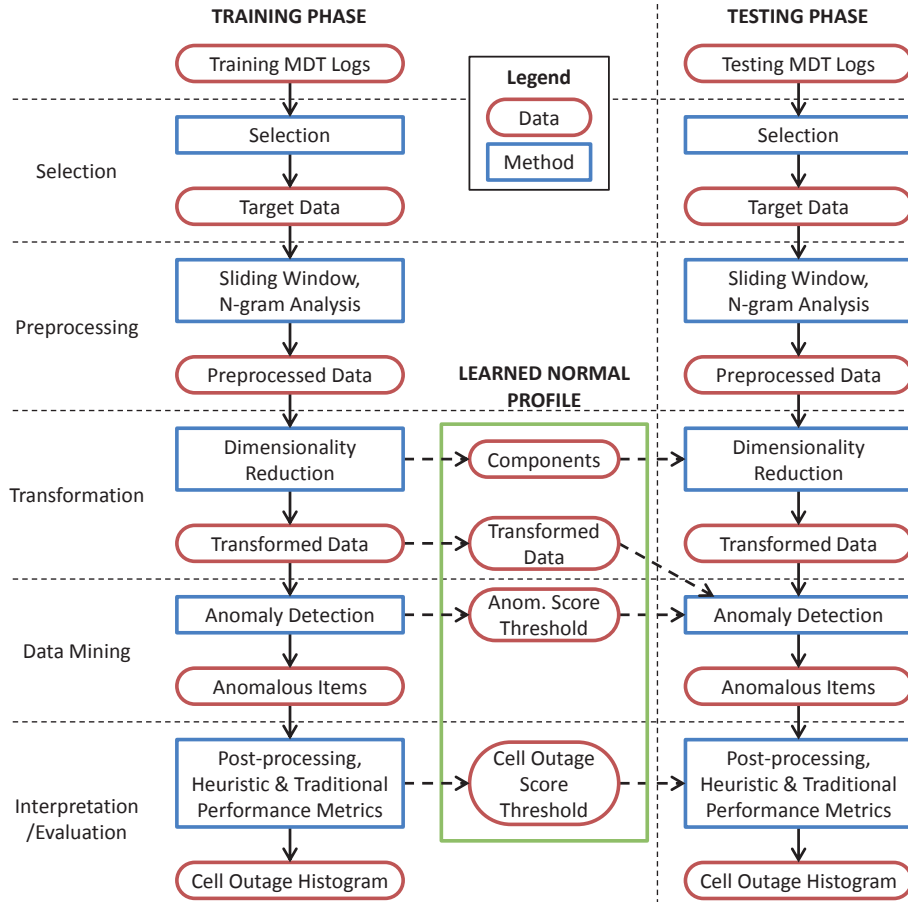 TRAINING PHASE
TESTING PHASE
Training MDT Logs
Legend
Data
Method
Testing MDT Logs
Selection
Selection
Selection
Target Data
Target Data
Preprocessing
Sliding Window,
N-gram Analysis
Sliding Window,
N-gram Analysis
Preprocessed Data
LEARNED NORMAL
PROFILE
Preprocessed Data
Transformation
Dimensionality
Reduction
Components
Dimensionality
Reduction
Transformed Data
Transformed
Data
Transformed Data
Data Mining
Anomaly Detection
Anom. Score
Threshold
Anomaly Detection
Anomalous Items
Anomalous Items
Interpretation
/Evaluation
Post-processing,
Heuristic & Traditional
Performance Metrics
Cell Outage
Score
Threshold
Post-processing,
Heuristic & Traditional
Performance Metrics
Cell Outage Histogram
Cell Outage Histogram